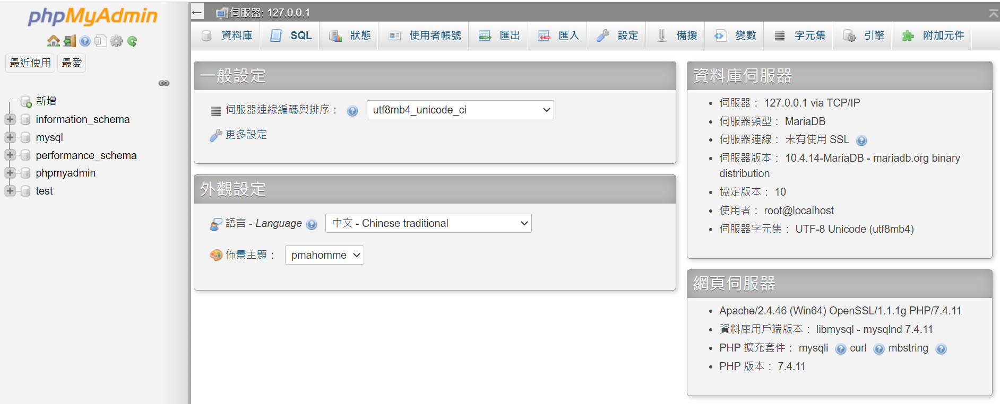 phpMyAdmin
最近使用 最愛
新增
information_schema
mysql
performance_schema
phpmyadmin
test
伺服器: 127.0.0.1
資料庫 SQL 狀態 使用者帳號 匯出 匯入 設定 備援 變數 字元集 引擎 附加元件
一般設定
伺服器連線編碼與排序： utf8mb4_unicode_ci
更多設定
外觀設定
語言 - Language 中文 - Chinese traditional
佈景主題： pmahomme
資料庫伺服器
伺服器： 127.0.0.1 via TCP/IP
伺服器類型： MariaDB
伺服器連線： 未有使用 SSL
伺服器版本： 10.4.14-MariaDB - mariadb.org binary
distribution
協定版本： 10
使用者： root@localhost
伺服器字元集： UTF-8 Unicode (utf8mb4)
網頁伺服器
Apache/2.4.46 (Win64) OpenSSL/1.1.1g PHP/7.4.11
資料庫用戶端版本： libmysql - mysqlnd 7.4.11
PHP 擴充套件： mysqli curl mbstring
PHP 版本： 7.4.11